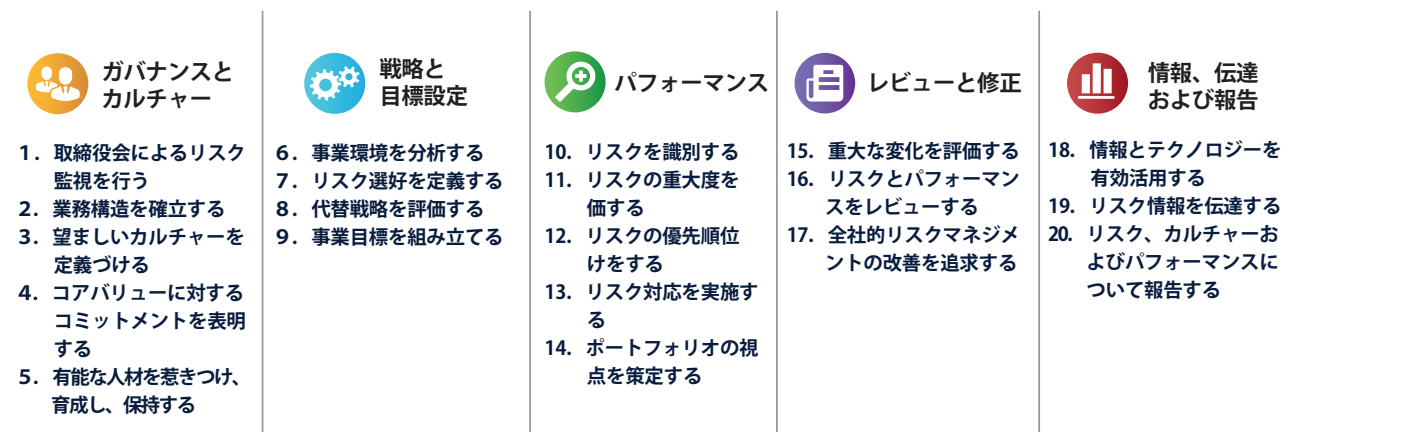 ガバナンスと
カルチャー
1. 取締役会によるリスク
監視を行う
2. 業務構造を確立する
3. 望ましいカルチャーを
定義づける
4. コアバリューに対する
コミットメントを表明
する
5. 有能な人材を惹きつけ、
育成し、保持する
戦略と
目標設定
6. 事業環境を分析する
7. リスク選好を定義する
8. 代替戦略を評価する
9. 事業目標を組み立てる
パフォーマンス
10. リスクを識別する
11. リスクの重大度を
価する
12. リスクの優先順位
けをする
13. リスク対応を実施す
る
14. ポートフォリオの視
点を策定する
レビューと修正
15. 重大な変化を評価する
16. リスクとパフォーマン
スをレビューする
17. 全社的リスクマネジメ
ントの改善を追求する
情報、伝達
および報告
18. 情報とテクノロジーを
有効活用する
19. リスク情報を伝達する
20. リスク、カルチャーお
よびパフォーマンスに
ついて報告する